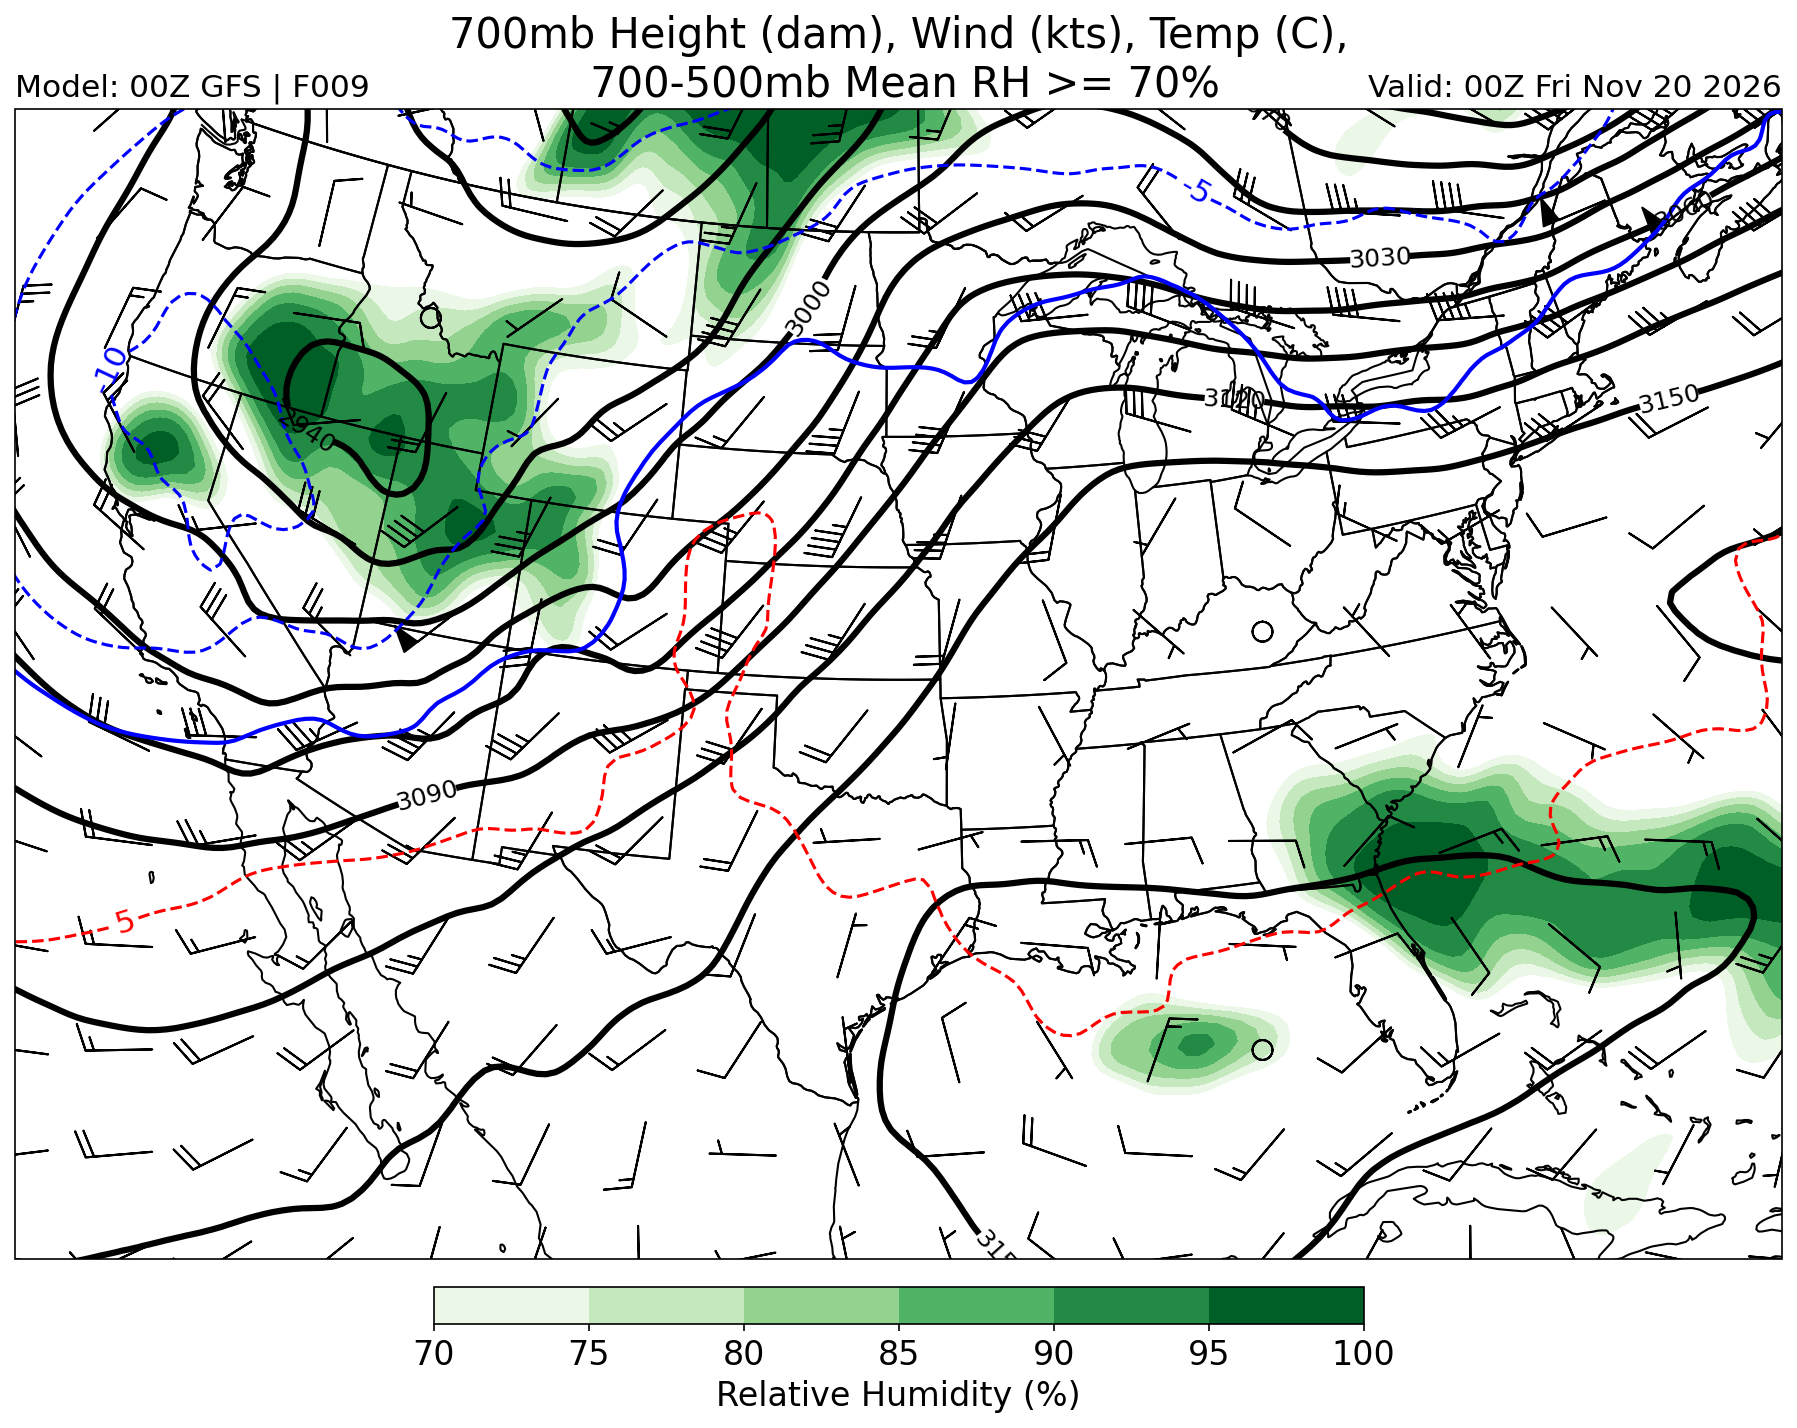 700mb Height (dam), Wind (kts), Temp (C),
700-500mb Mean RH >= 70%
Model: 00Z GFS | F009
Valid: 00Z Fri Nov 20 2026
-5
2960
3030
3000
-10
3120
3150
2940
3090
5
70 75 80 85 90 95 100
Relative Humidity (%)